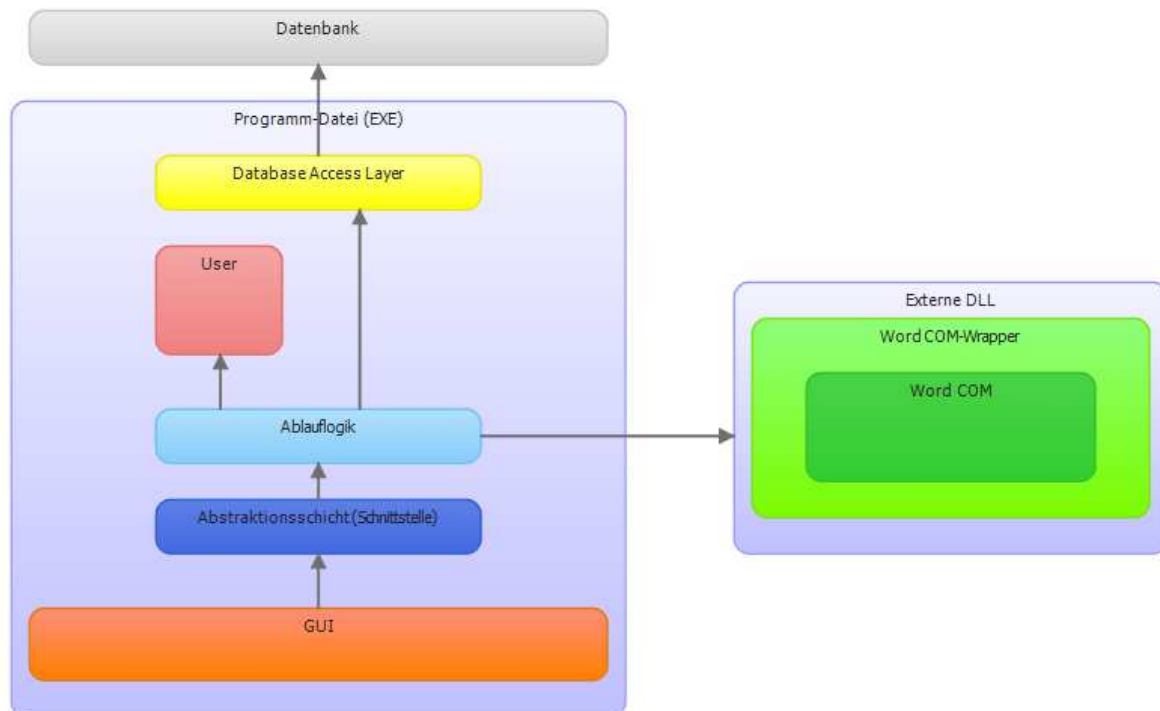 Datenbank
Programm-Datei (EXE)
Database Access Layer
User
Externe DLL
Word COM-Wrapper
Word COM
Ablauflogik
Abstraktionsschicht (Schnittstelle)
GUI